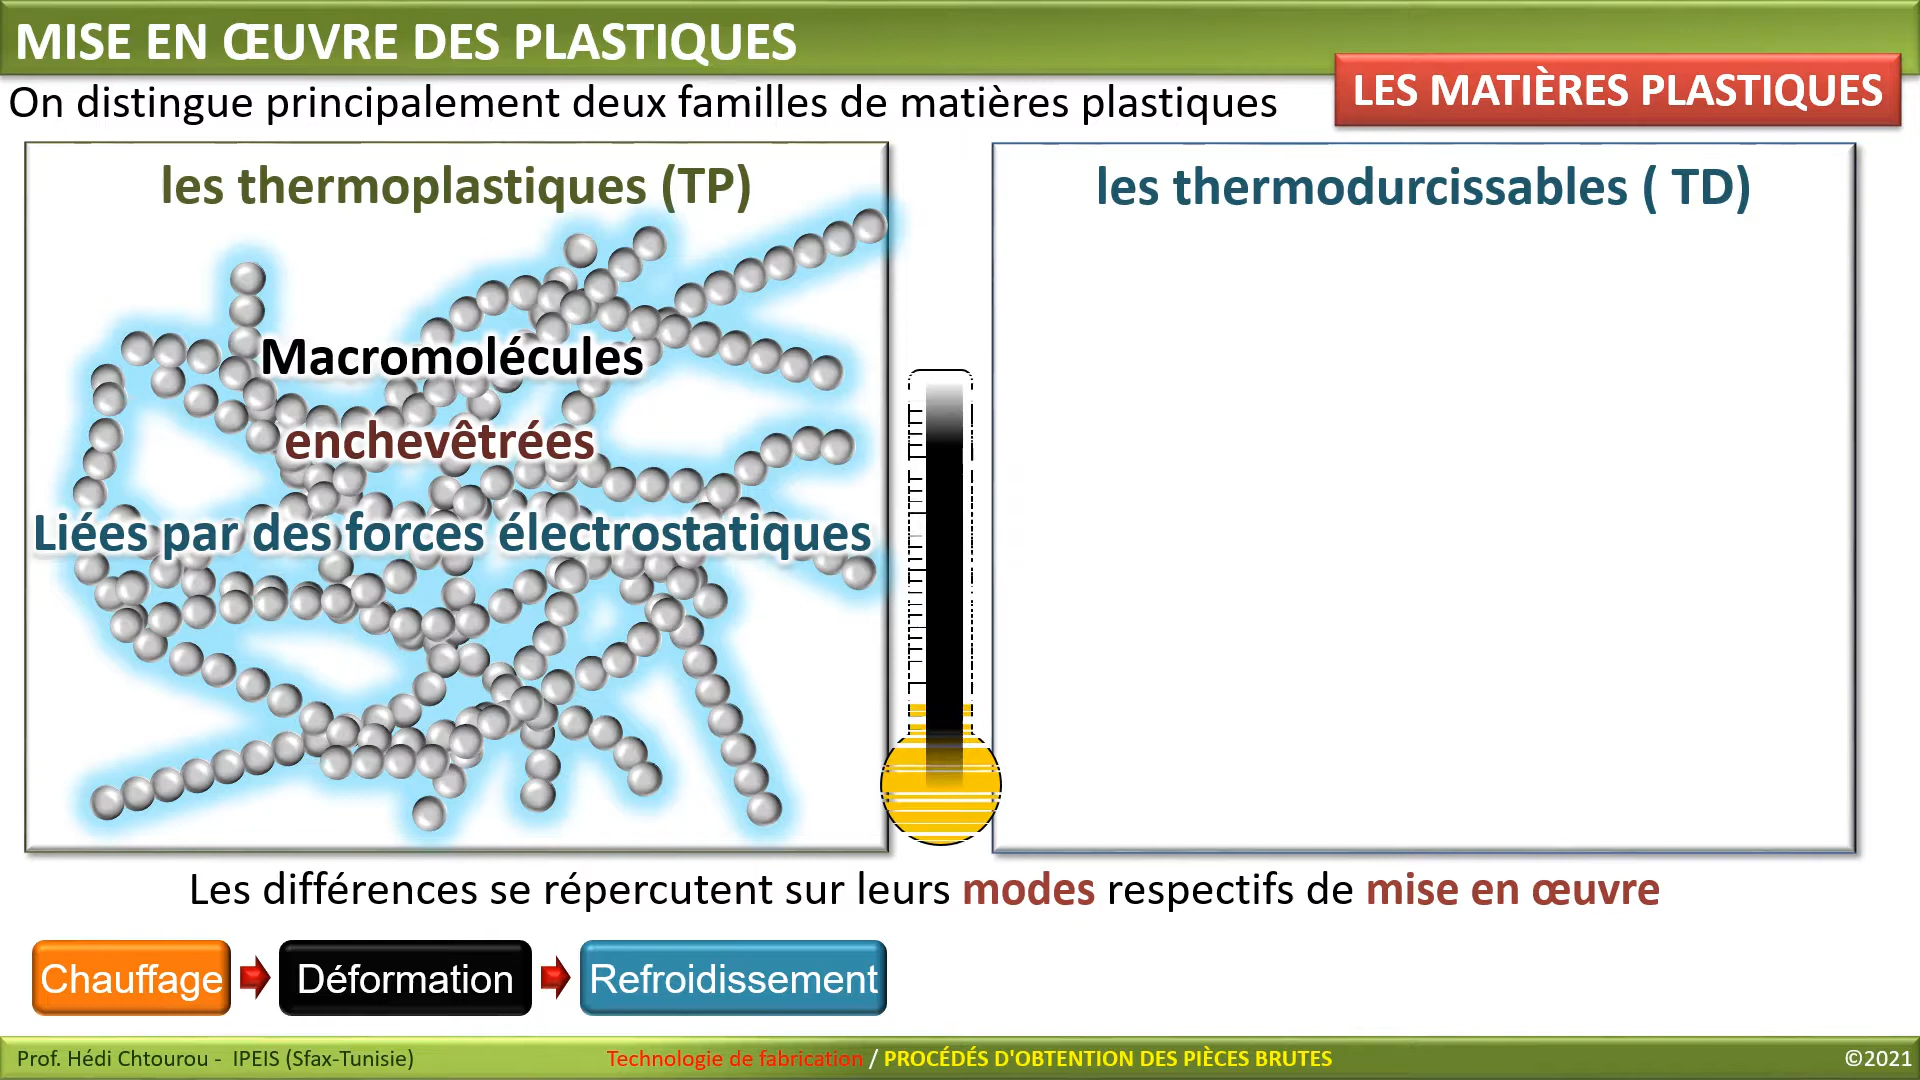 MISE EN ŒUVRE DES PLASTIQUES
LES MATIÈRES PLASTIQUES
On distingue principalement deux familles de matières plastiques
les thermoplastiques (TP)
Macromolécules
enchevêtrées
Liées par des forces électrostatiques
les thermodurcissables ( TD)
Les différences se répercutent sur leurs modes respectifs de mise en œuvre
Chauffage
Déformation
Refroidissement
Prof. Hédi Chtourou - IPEIS (Sfax-Tunisie)
Technologie de fabrication / PROCÉDÉS D'OBTENTION DES PIÈCES BRUTES
©2021